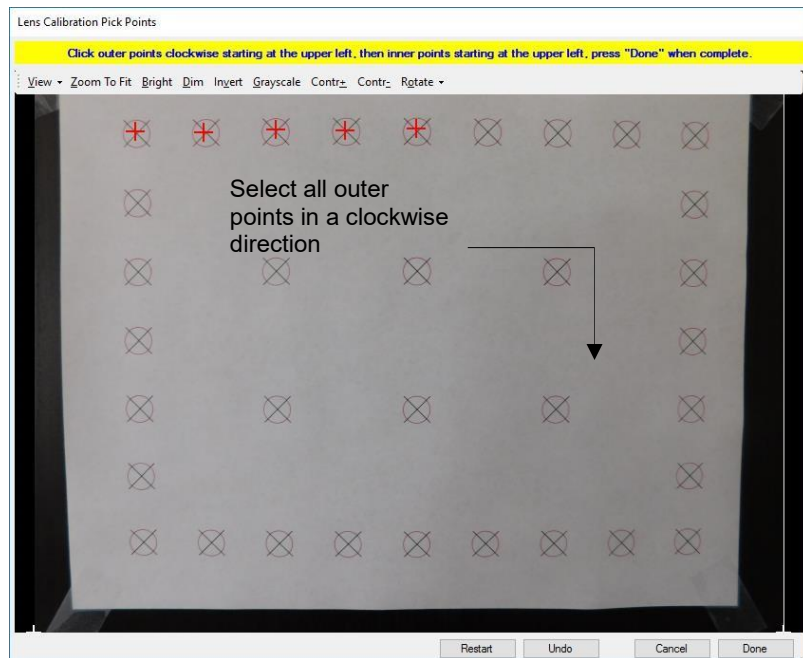 Lens Calibration Pick Points
Click outer points clockwise starting at the upper left, then inner points starting at the upper left, press "Done" when complete.
View Zoom To Fit Bright Dim Invert Grayscale Contr+ Contr- Rotate
Select all outer
points in a clockwise
direction
Restart Undo Cancel Done